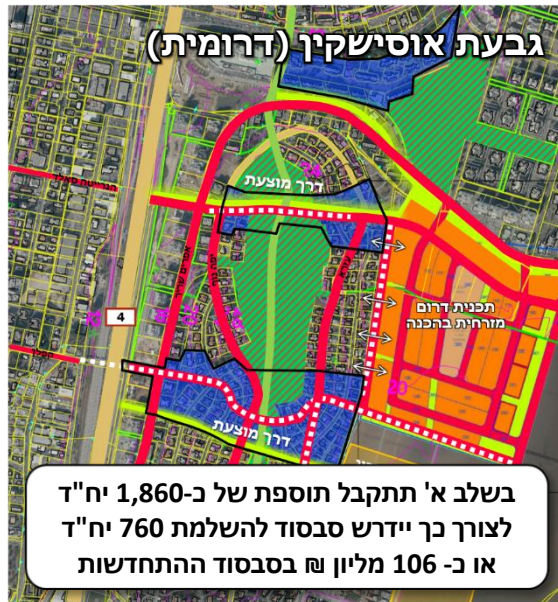 גבעת אוסישקין (דרומית)
דרך מוצעת
4
תכנית דרום
מזרחית בהכנה
20
דרך מוצעת
בשלב א' תתקבל תוספת של כ-1,860 יח"ד
לצורך כך יידרש סבסוד להשלמת 760 יח"ד
או כ- 106 מליון ₪ בסבסוד ההתחדשות